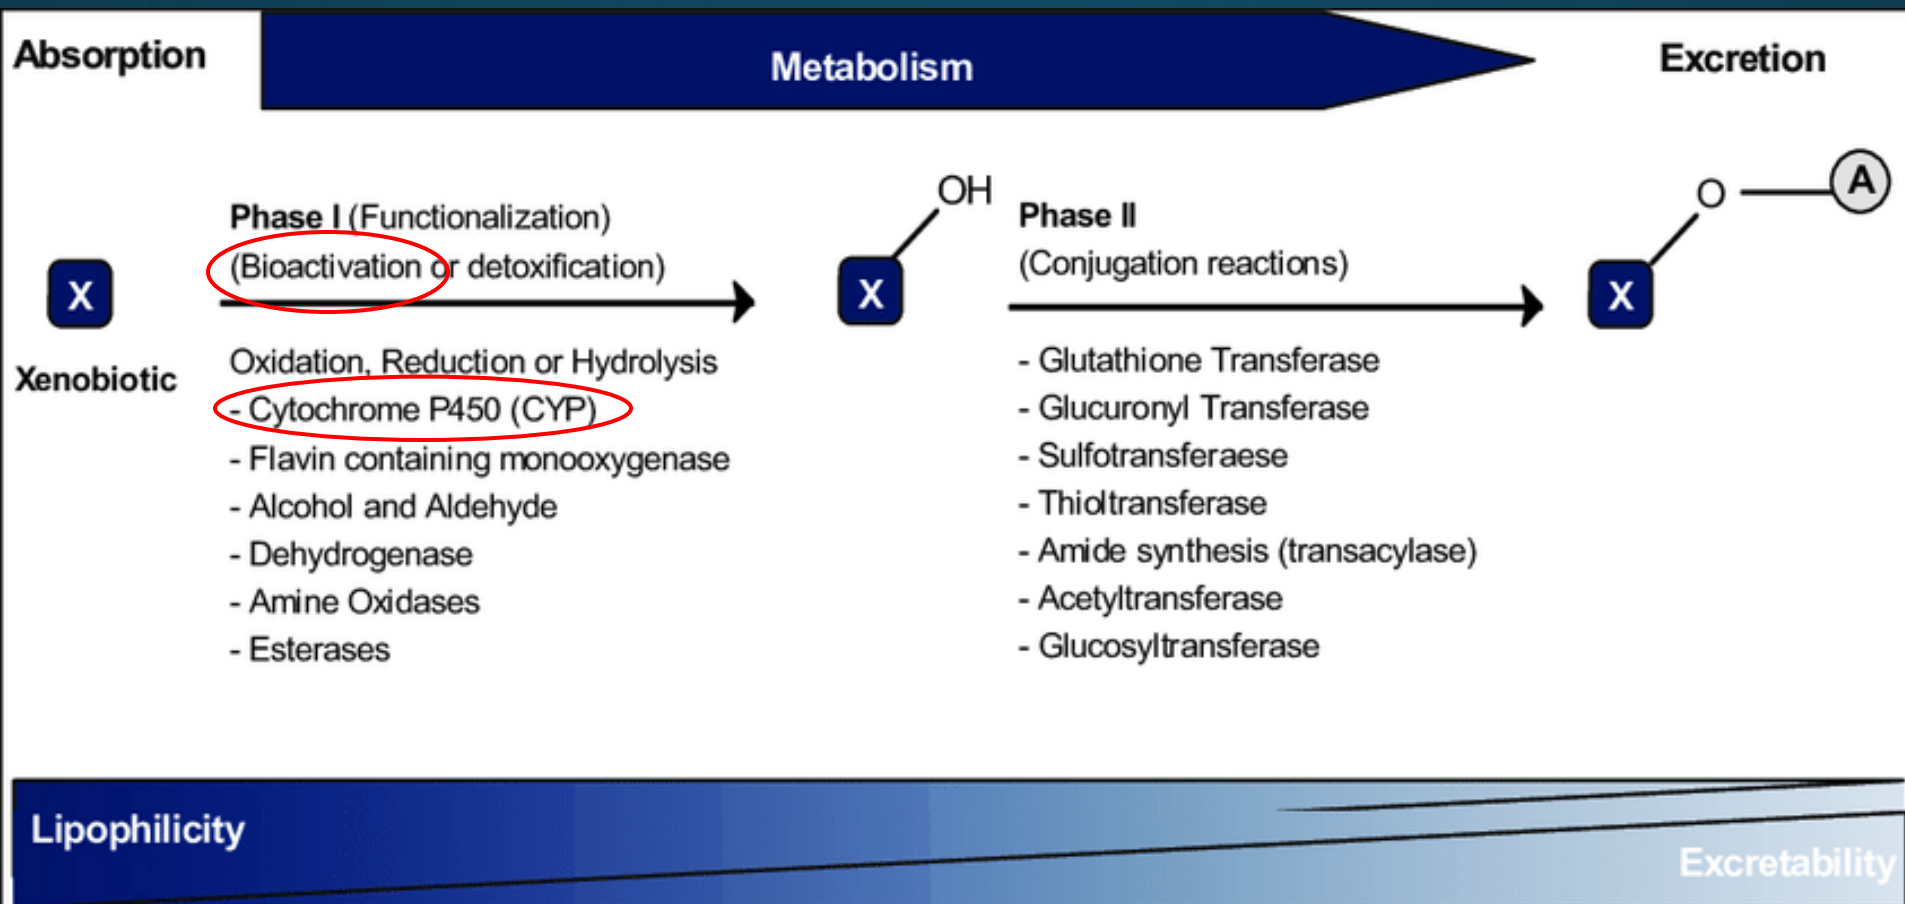 Absorption
Metabolism
Excretion
Phase I (Functionalization)
(Bioactivation or detoxification)
X
Xenobiotic
Oxidation, Reduction or Hydrolysis
- Cytochrome P450 (CYP)
- Flavin containing monooxygenase
- Alcohol and Aldehyde
- Dehydrogenase
- Amine Oxidases
- Esterases
OH
X
Phase II
(Conjugation reactions)
- Glutathione Transferase
- Glucuronyl Transferase
- Sulfotransferaese
- Thioltransferase
- Amide synthesis (transacylase)
- Acetyltransferase
- Glucosyltransferase
O
A
X
Lipophilicity
Excretability